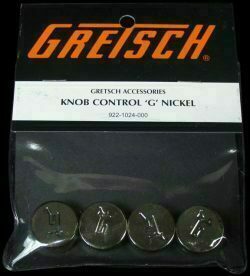 GRETSCH®
GRETSCH ACCESSORIES
KNOB CONTROL 'G' NICKEL
922-1024-000